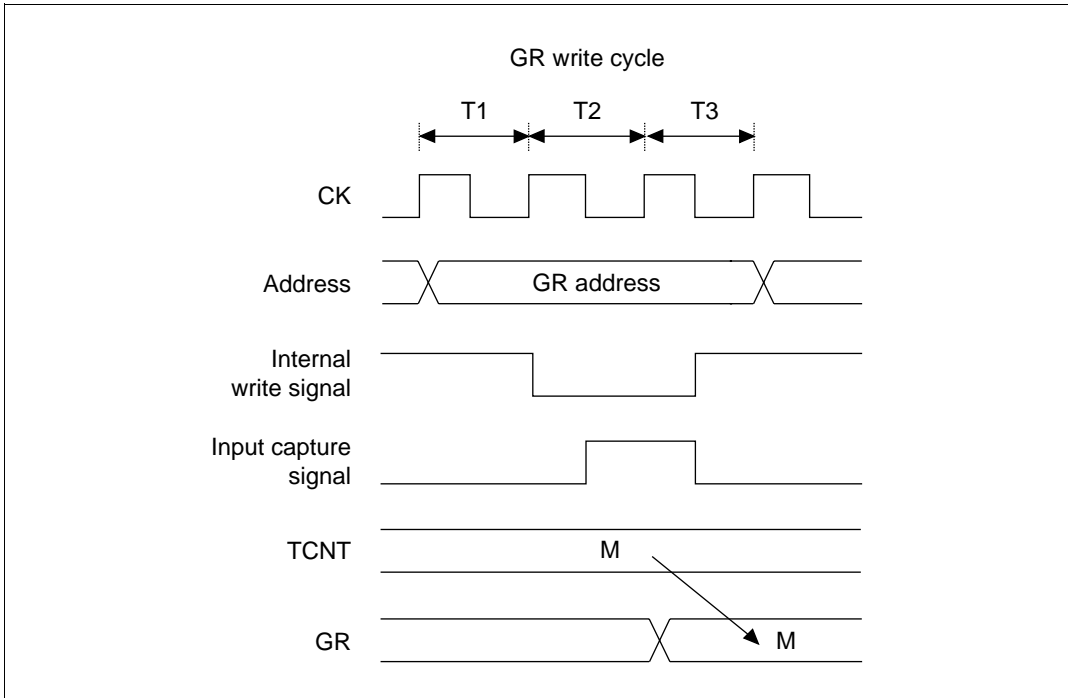 GR write cycle
T1 T2 T3
CK
Address GR address
Internal
write signal
Input capture
signal
TCNT M
GR M